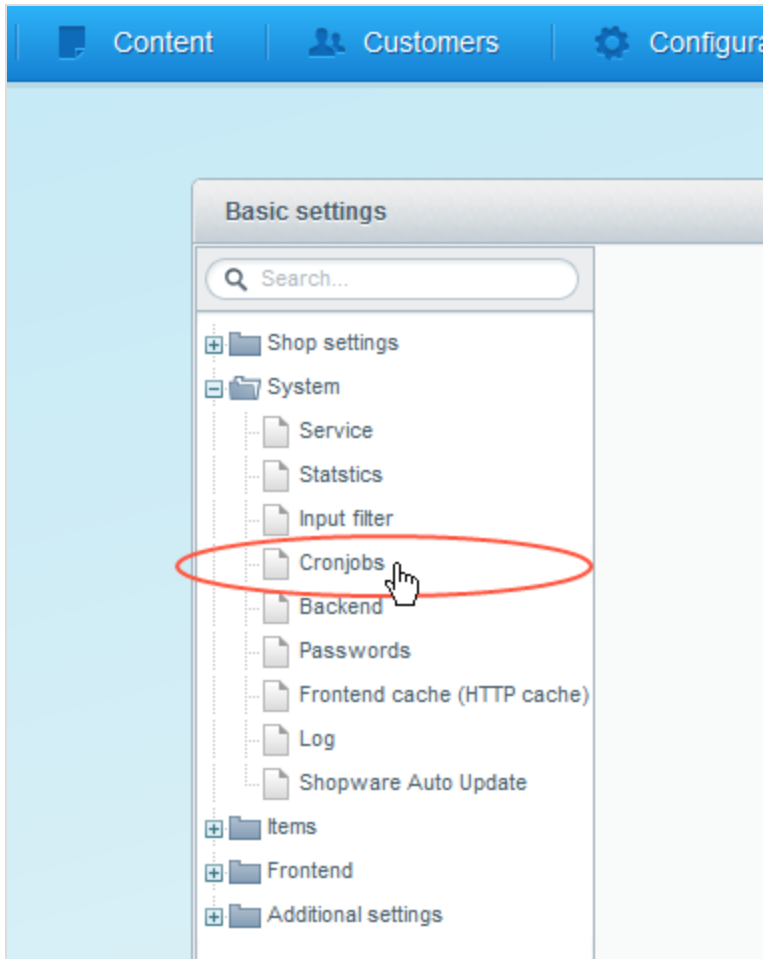 Content Customers Configura
Basic settings
Search...
Shop settings
System
Service
Statstics
Input filter
Cronjobs
Backend
Passwords
Frontend cache (HTTP cache)
Log
Shopware Auto Update
Items
Frontend
Additional settings